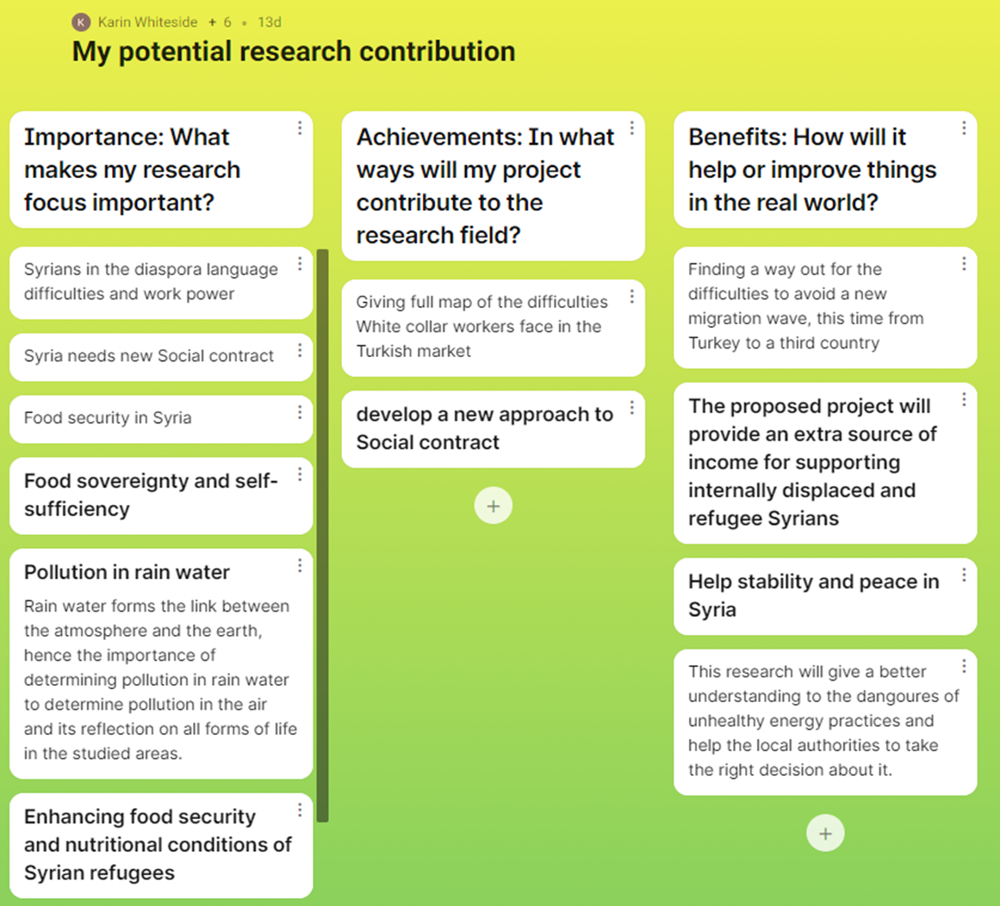 K Karin Whiteside + 6 • 13d
My potential research contribution
Importance: What
makes my research
focus important?
Syrians in the diaspora language
difficulties and work power
Syria needs new Social contract
Food security in Syria
Food sovereignty and self-
sufficiency
Pollution in rain water
Rain water forms the link between
the atmosphere and the earth,
hence the importance of
determining pollution in rain water
to determine pollution in the air
and its reflection on all forms of life
in the studied areas.
Enhancing food security
and nutritional conditions of
Syrian refugees
Achievements: In what
ways will my project
contribute to the
research field?
Giving full map of the difficulties
White collar workers face in the
Turkish market
develop a new approach to
Social contract
+
Benefits: How will it
help or improve things
in the real world?
Finding a way out for the
difficulties to avoid a new
migration wave, this time from
Turkey to a third country
The proposed project will
provide an extra source of
income for supporting
internally displaced and
refugee Syrians
Help stability and peace in
Syria
This research will give a better
understanding to the dangoures of
unhealthy energy practices and
help the local authorities to take
the right decision about it.
+